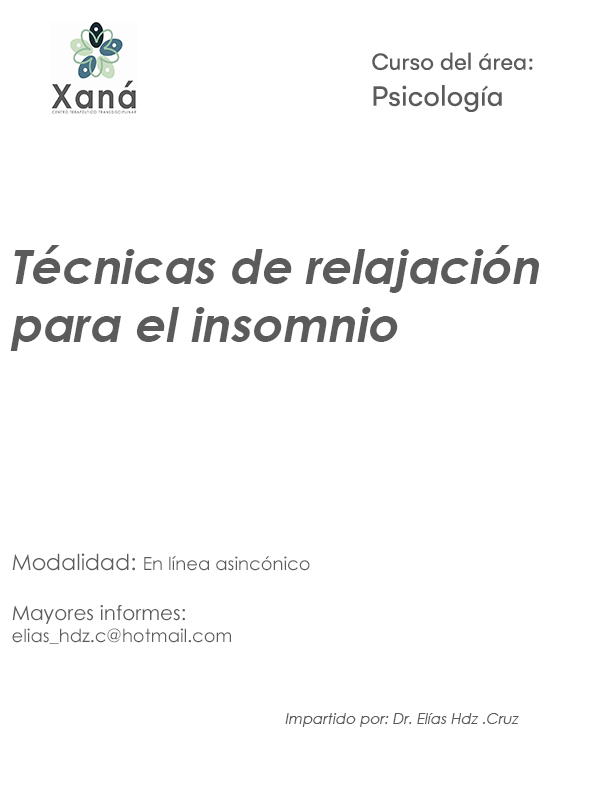 Xaná
CENTRO TERAPÉUTICO TRANSDISCIPLINAR
Curso del área:
Psicología
Técnicas de relajación
para el insomnio
Modalidad: En línea asincónico
Mayores informes:
elias_hdz.c@hotmail.com
Impartido por: Dr. Elías Hdz .Cruz